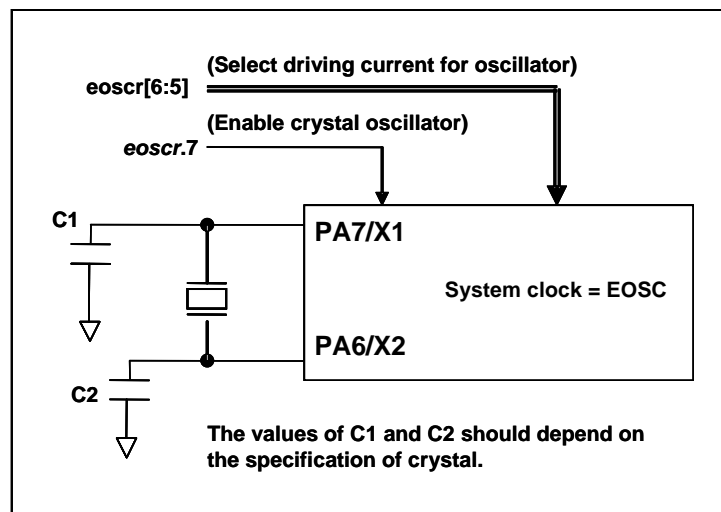 (Select driving current for oscillator)
eoscr[6:5]
(Enable crystal oscillator)
eoscr.7
C1
PA7/X1
System clock = EOSC
PA6/X2
C2
The values of C1 and C2 should depend on
the specification of crystal.